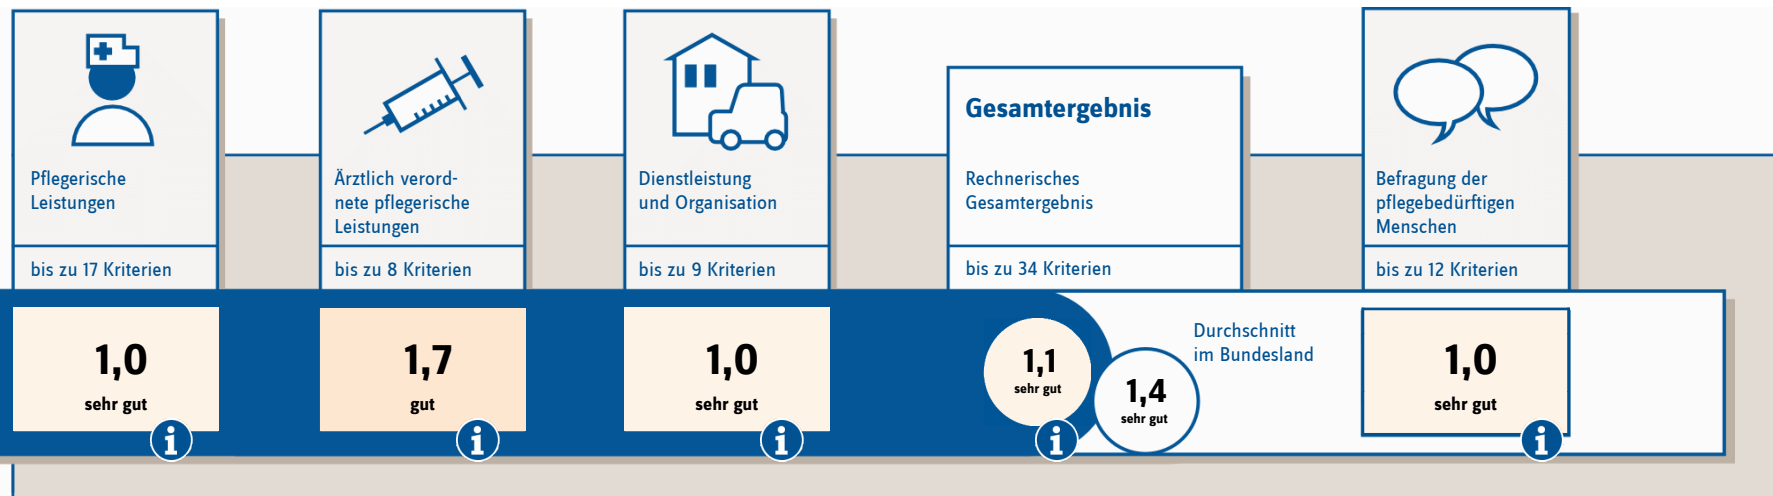 Pflegerische
Leistungen
bis zu 17 Kriterien
1,0
sehr gut
i
Ärztlich verord-
nete pflegerische
Leistungen
bis zu 8 Kriterien
1,7
gut
i
Dienstleistung
und Organisation
bis zu 9 Kriterien
1,0
sehr gut
i
Gesamtergebnis
Rechnerisches
Gesamtergebnis
bis zu 34 Kriterien
1,1
sehr gut
i
1,4
sehr gut
Durchschnitt
im Bundesland
Befragung der
pflegebedürftigen
Menschen
bis zu 12 Kriterien
1,0
sehr gut
i